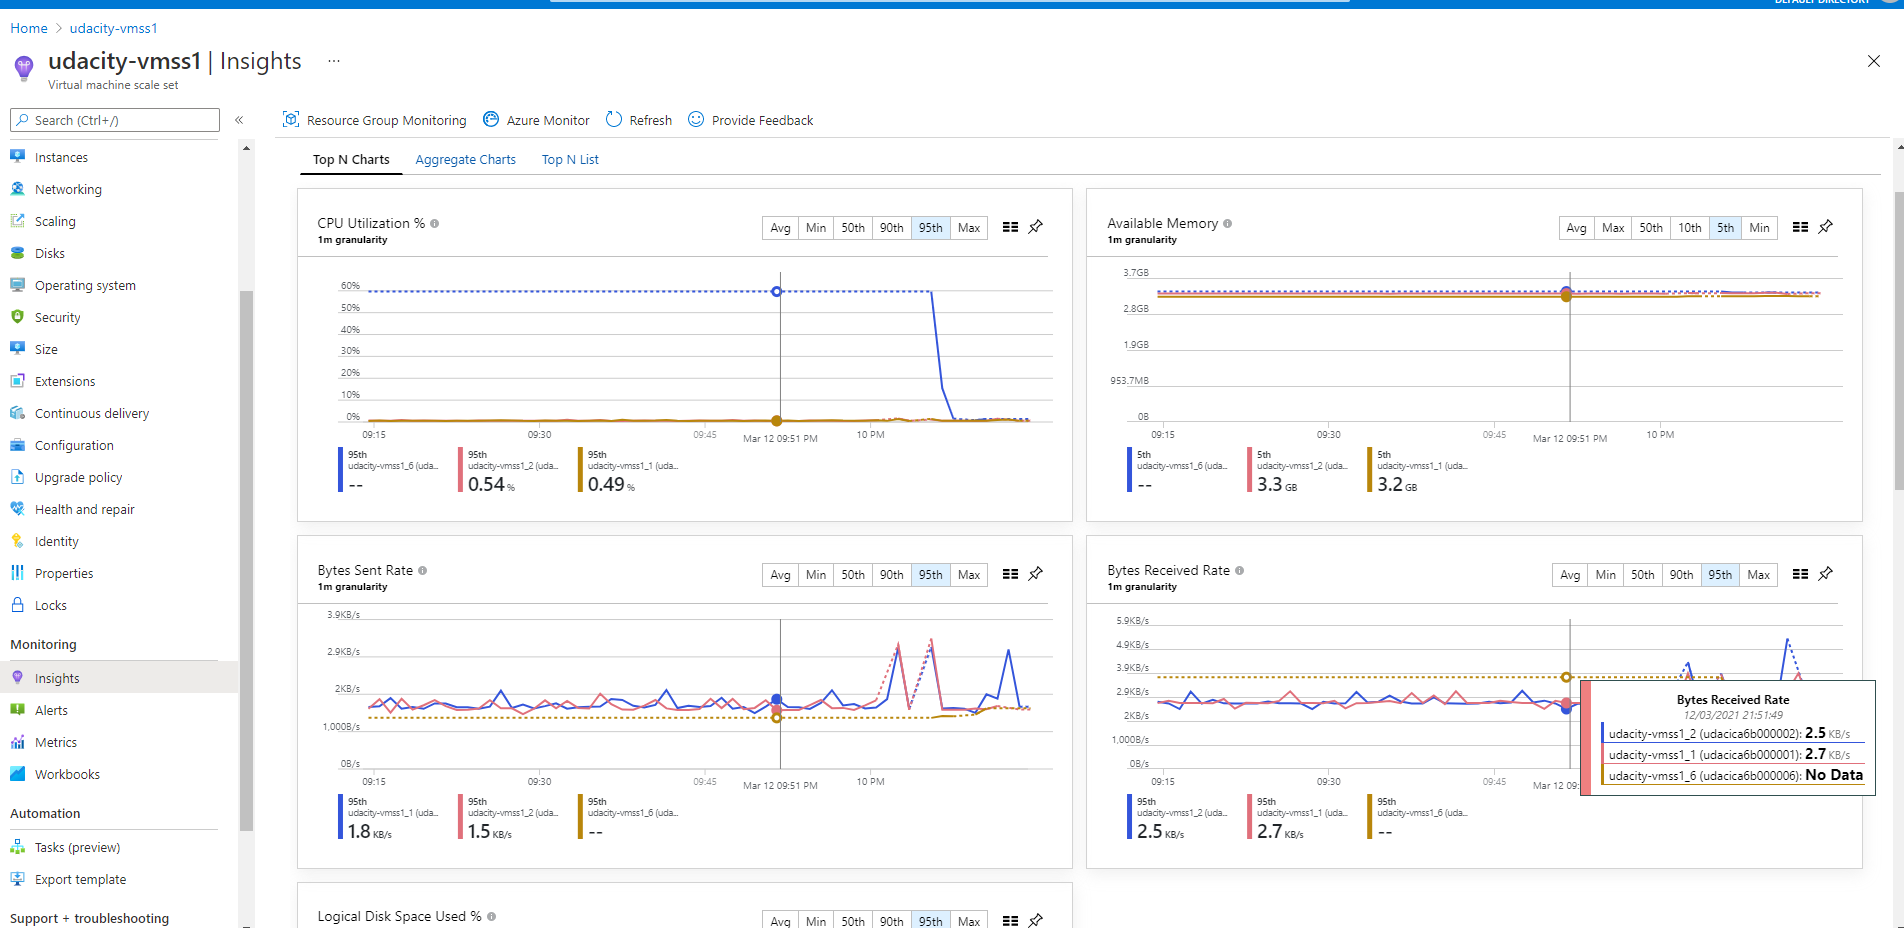 DEFAULT DIRECTORY
Home > udacity-vmss1
udacity-vmss1 | Insights ...
Virtual machine scale set
Search (Ctrl+/)
«
Instances
Networking
Scaling
Disks
Operating system
Security
Size
Extensions
Continuous delivery
Configuration
Upgrade policy
Health and repair
Identity
Properties
Locks
Monitoring
Insights
Alerts
Metrics
Workbooks
Automation
Tasks (preview)
Export template
Support + troubleshooting
Resource Group Monitoring Azure Monitor Refresh Provide Feedback
Top N Charts Aggregate Charts Top N List
CPU Utilization %
1m granularity
Avg Min 50th 90th 95th Max
60%
50%
40%
30%
20%
10%
0%
09:15 09:30 09:45 Mar 12 09:51 PM 10 PM
95th 95th 95th
udacity-vmss1_6 (uda... udacity-vmss1_2 (uda... udacity-vmss1_1 (uda...
-- 0.54 % 0.49 %
Available Memory
1m granularity
Avg Max 50th 10th 5th Min
3.7GB
2.8GB
1.9GB
953.7MB
0B
09:15 09:30 09:45 Mar 12 09:51 PM 10 PM
5th 5th 5th
udacity-vmss1_6 (uda... udacity-vmss1_2 (uda... udacity-vmss1_1 (uda...
-- 3.3 GB 3.2 GB
Bytes Sent Rate
1m granularity
Avg Min 50th 90th 95th Max
3.9KB/s
2.9KB/s
2KB/s
1,000B/s
0B/s
09:15 09:30 09:45 Mar 12 09:51 PM 10 PM
95th 95th 95th
udacity-vmss1_1 (uda... udacity-vmss1_2 (uda... udacity-vmss1_6 (uda...
1.8 KB/s 1.5 KB/s --
Bytes Received Rate
1m granularity
Avg Min 50th 90th 95th Max
5.9KB/s
4.9KB/s
3.9KB/s
2.9KB/s
2KB/s
1,000B/s
0B/s
09:15 09:30 09:45 Mar 12 09:
95th 95th 95th
udacity-vmss1_2 (uda... udacity-vmss1_1 (uda... udacity-vmss1_6 (uda...
2.5 KB/s 2.7 KB/s --
Bytes Received Rate
12/03/2021 21:51:49
udacity-vmss1_2 (udacica6b000002): 2.5 KB/s
udacity-vmss1_1 (udacica6b000001): 2.7 KB/s
udacity-vmss1_6 (udacica6b000006): No Data
Logical Disk Space Used %
Avg Min 50th 90th 95th Max